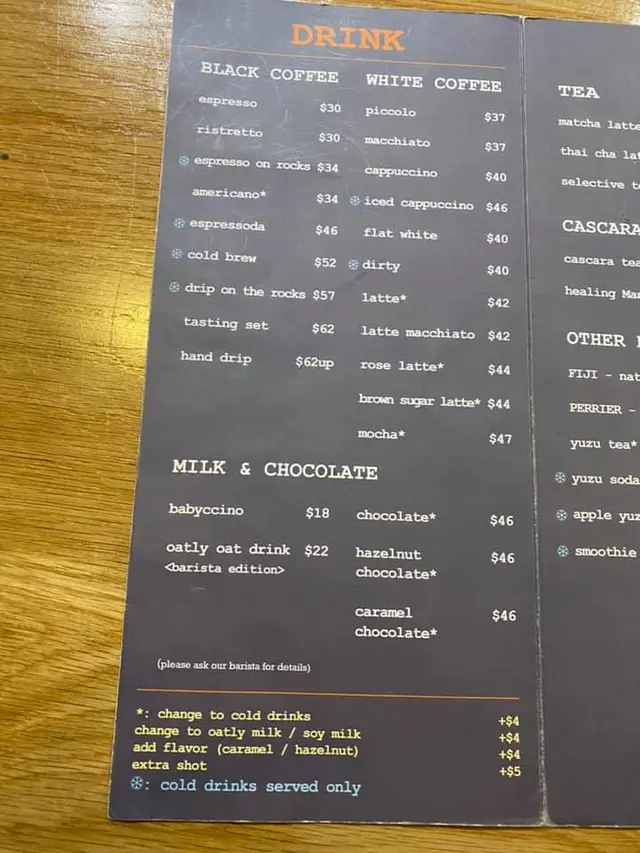 DRINK
BLACK COFFEE
espresso $30
ristretto $30
❄ espresso on rocks $34
americano* $34
❄ espressoda $46
❄ cold brew $52
❄ drip on the rocks $57
tasting set $62
hand drip $62up
WHITE COFFEE
piccolo $37
macchiato $37
cappuccino $40
❄ iced cappuccino $46
flat white $40
❄ dirty $40
latte* $42
latte macchiato $42
rose latte* $44
brown sugar latte* $44
mocha* $47
MILK & CHOCOLATE
babyccino $18
oatly oat drink $22
<barista edition>
chocolate* $46
hazelnut $46
chocolate*
caramel $46
chocolate*
(please ask our barista for details)
*: change to cold drinks +$4
change to oatly milk / soy milk +$4
add flavor (caramel / hazelnut) +$4
extra shot +$5
❄: cold drinks served only
TEA
matcha latte
thai cha
selective
CASCARA
cascara tea
healing
OTHER
FIJI -
PERRIER -
yuzu tea*
❄ yuzu soda
❄ apple
❄ smoothie